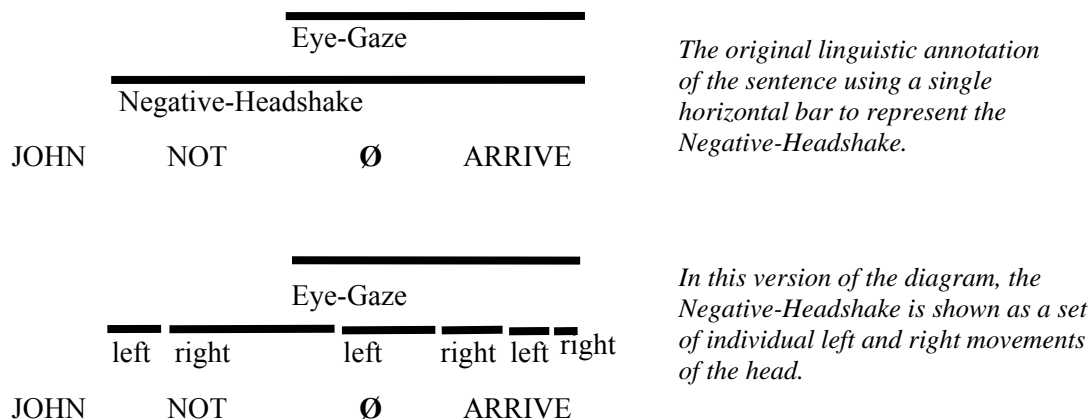 Eye-Gaze
Negative-Headshake
JOHN NOT Ø ARRIVE
The original linguistic annotation
of the sentence using a single
horizontal bar to represent the
Negative-Headshake.
Eye-Gaze
left right left right left right
JOHN NOT Ø ARRIVE
In this version of the diagram, the
Negative-Headshake is shown as a set
of individual left and right movements
of the head.